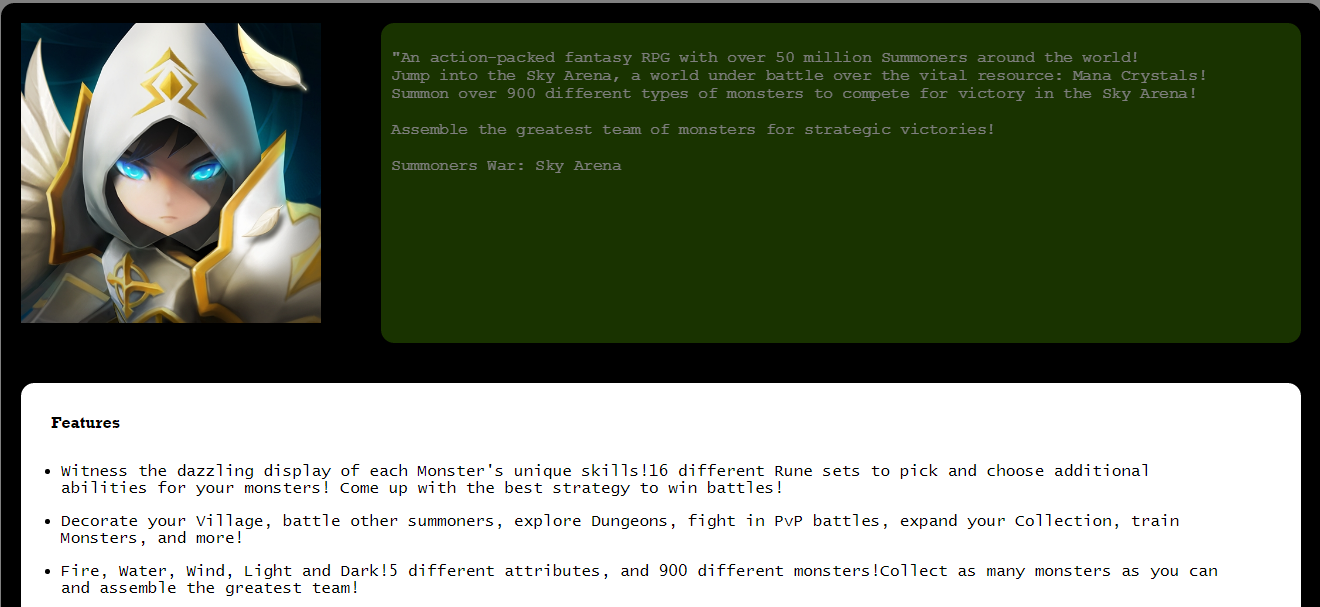 "An action-packed fantasy RPG with over 50 million Summoners around the world!
Jump into the Sky Arena, a world under battle over the vital resource: Mana Crystals!
Summon over 900 different types of monsters to compete for victory in the Sky Arena!
Assemble the greatest team of monsters for strategic victories!
Summoners War: Sky Arena
Features
• Witness the dazzling display of each Monster's unique skills!16 different Rune sets to pick and choose additional
abilities for your monsters! Come up with the best strategy to win battles!
• Decorate your Village, battle other summoners, explore Dungeons, fight in PvP battles, expand your Collection, train
Monsters, and more!
• Fire, Water, Wind, Light and Dark!5 different attributes, and 900 different monsters!Collect as many monsters as you can
and assemble the greatest team!